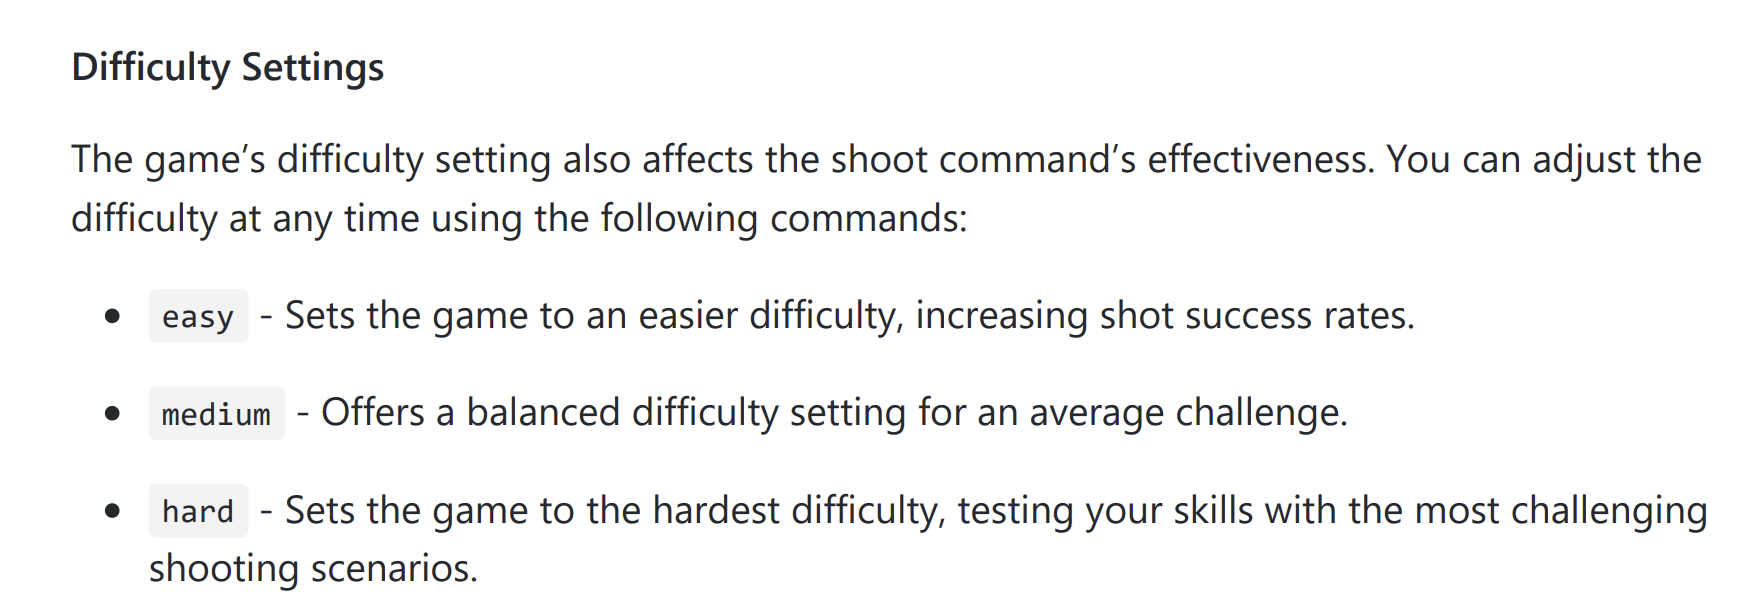 Difficulty Settings
The game’s difficulty setting also affects the shoot command’s effectiveness. You can adjust the
difficulty at any time using the following commands:
• easy - Sets the game to an easier difficulty, increasing shot success rates.
• medium - Offers a balanced difficulty setting for an average challenge.
• hard - Sets the game to the hardest difficulty, testing your skills with the most challenging
shooting scenarios.